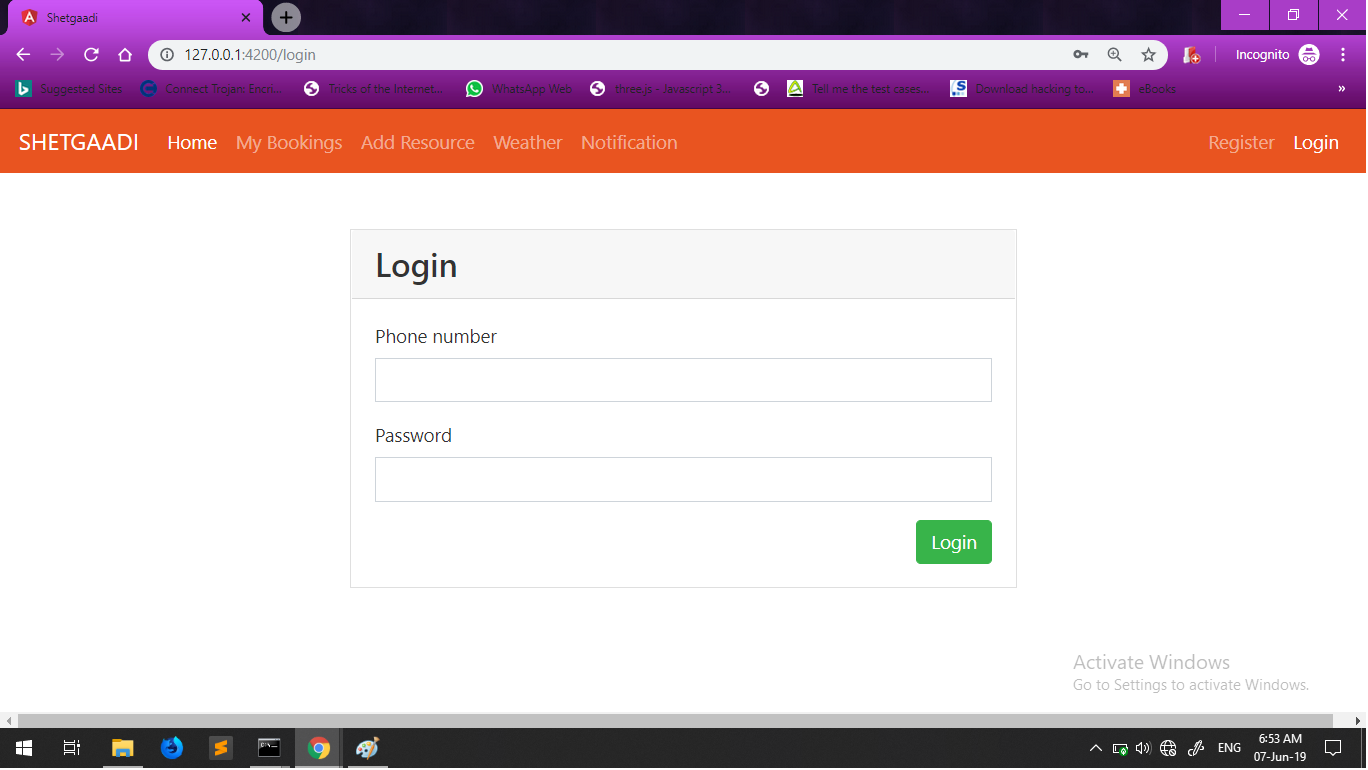 Shetgaadi
127.0.0.1:4200/login
Incognito
Suggested Sites Connect Trojan: Encri... Tricks of the Internet... WhatsApp Web three.js - Javascript 3... Tell me the test cases... Download hacking to... eBooks »
SHETGAADI Home My Bookings Add Resource Weather Notification Register Login
Login
Phone number
Password
Login
Activate Windows
Go to Settings to activate Windows.
ENG
6:53 AM
07-Jun-19